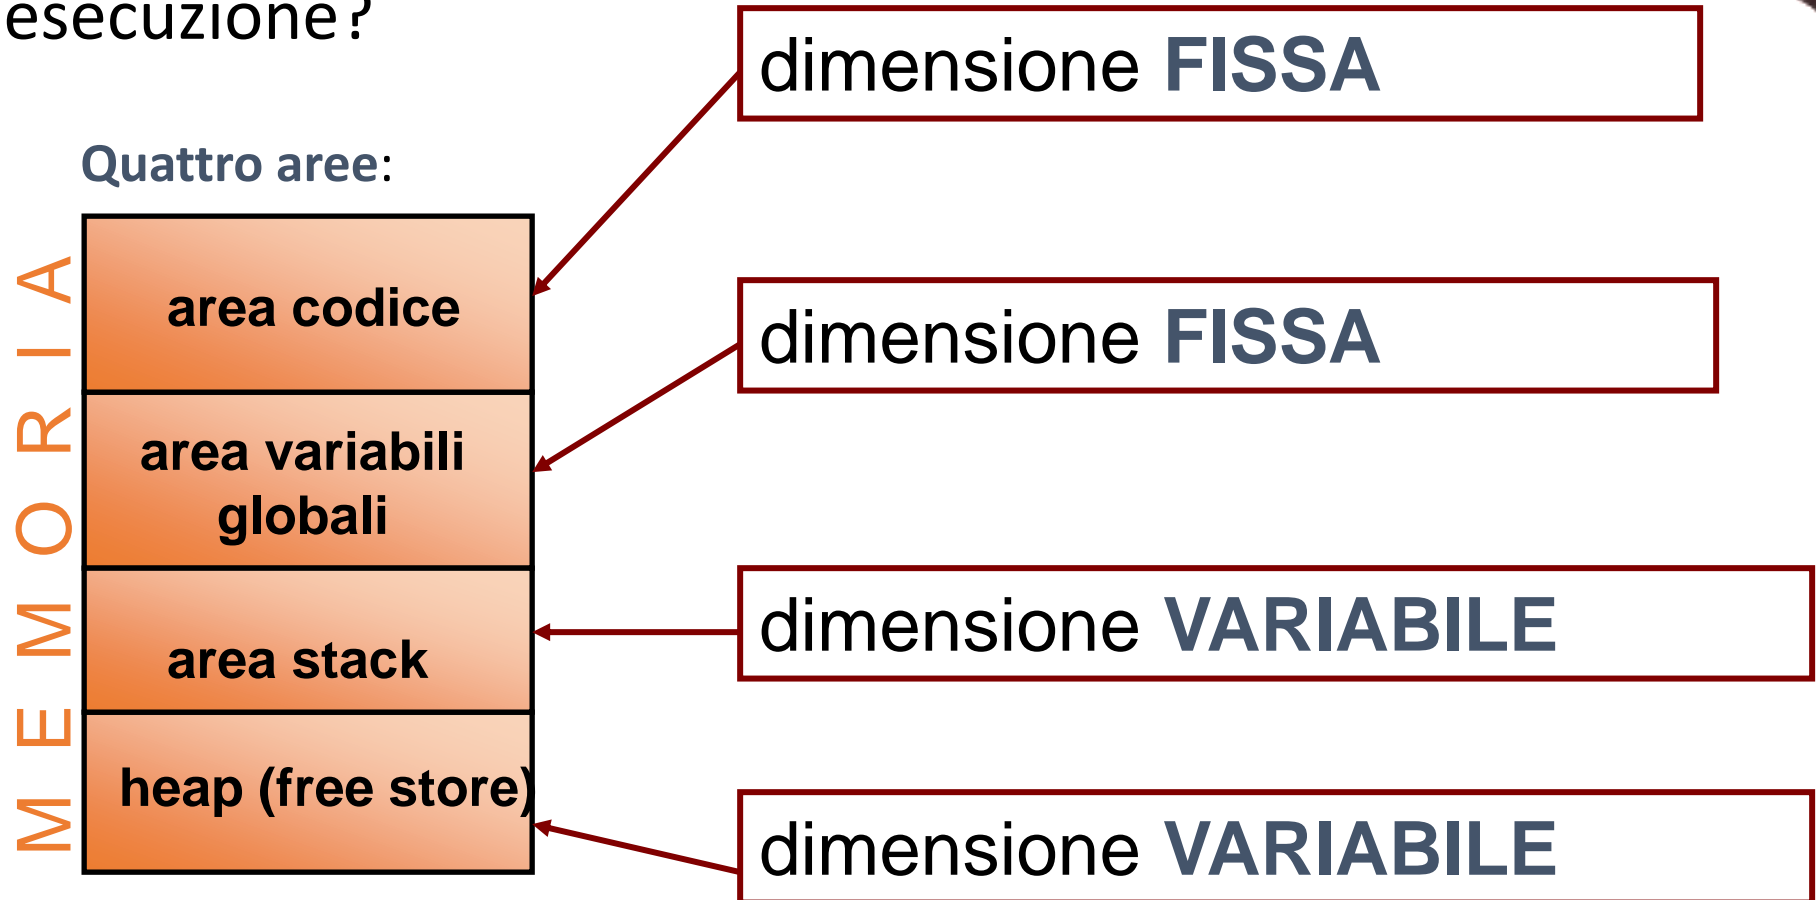 esecuzione?
dimensione FISSA
Quattro aree:
MEMORIA
area codice
dimensione FISSA
area variabili
globali
dimensione VARIABILE
area stack
heap (free store)
dimensione VARIABILE